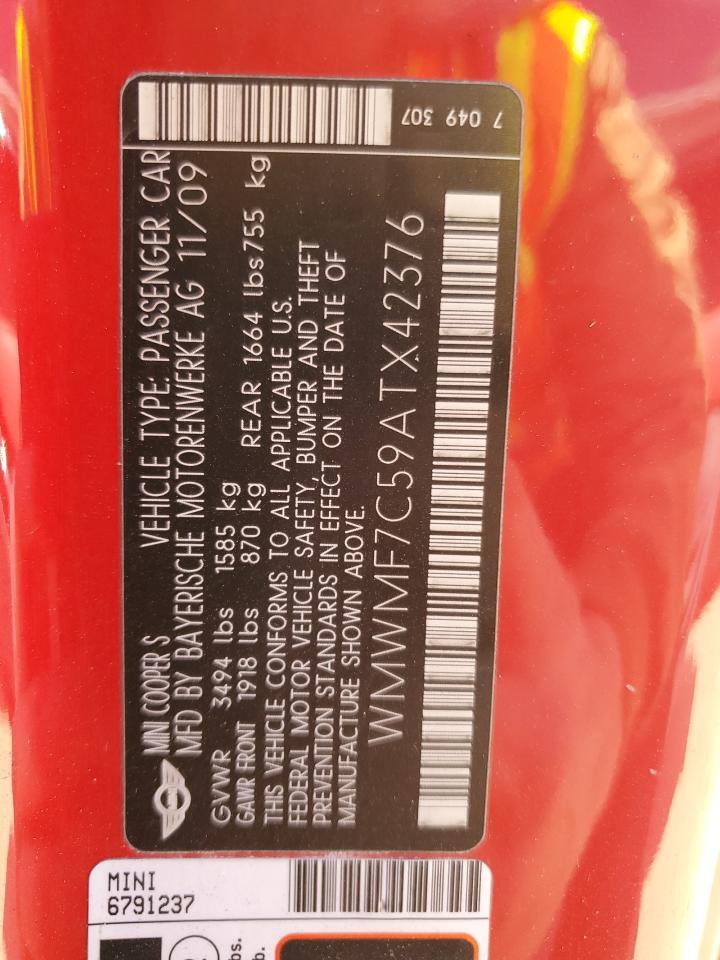 MINI COOPER S VEHICLE TYPE: PASSENGER CAR
MFD BY BAYERISCHE MOTORENWERKE AG 11/09
GVWR 3494 lbs 1585 kg
GAWR FRONT 1918 lbs 870 kg REAR 1664 lbs 755 kg
THIS VEHICLE CONFORMS TO ALL APPLICABLE U.S.
FEDERAL MOTOR VEHICLE SAFETY, BUMPER AND THEFT
PREVENTION STANDARDS IN EFFECT ON THE DATE OF
MANUFACTURE SHOWN ABOVE.
WMWMF7C59ATX42376
7 049 307
MINI
6791237
bs.
b.